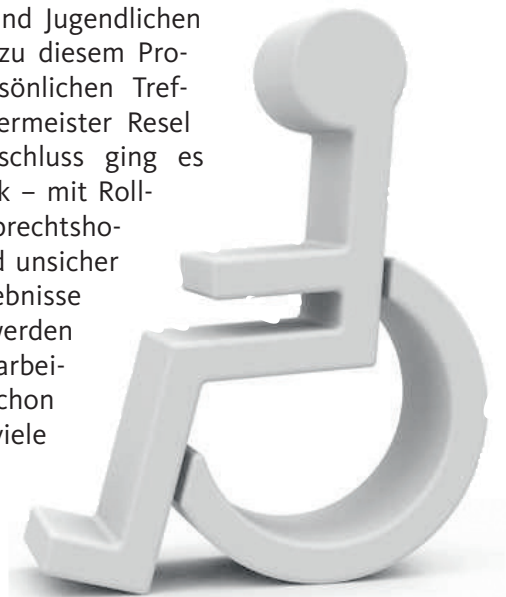 nd Jugendlichen
zu diesem Pro-
sönlichen Tref-
ermeister Resel
schluss ging es
k – mit Roll-
brechtsho-
d unsicher
ebnisse
werden
arbei-
chon
viele